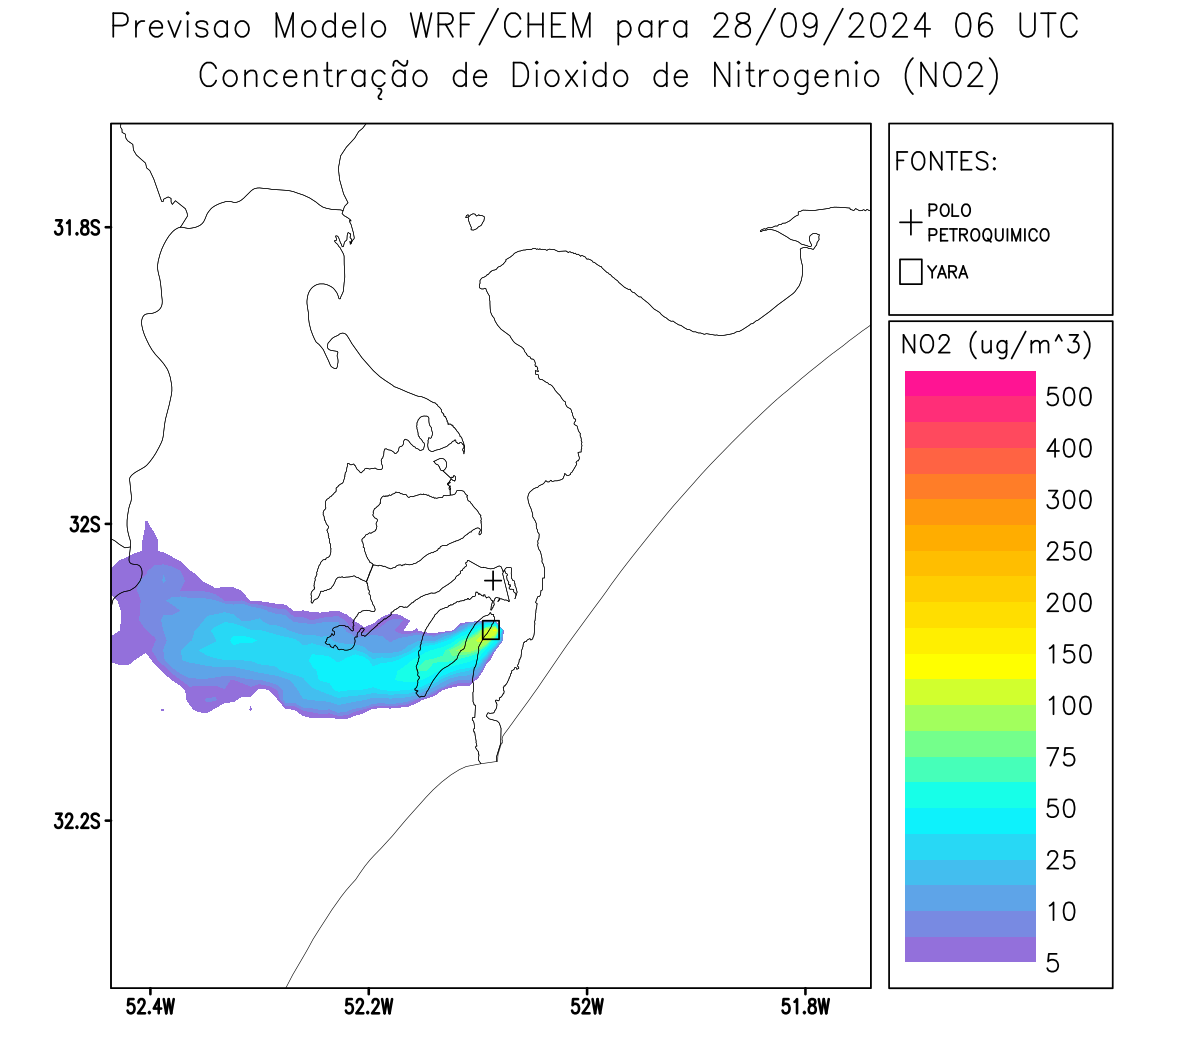 Previsao Modelo WRF/CHEM para 28/09/2024 06 UTC
Concentração de Dioxido de Nitrogenio (NO2)
FONTES:
POLO
PETROQUIMICO
YARA
31.8S
32S
32.2S
52.4W
52.2W
52W
51.8W
NO2 (ug/m^3)
500
400
300
250
200
150
100
75
50
25
10
5